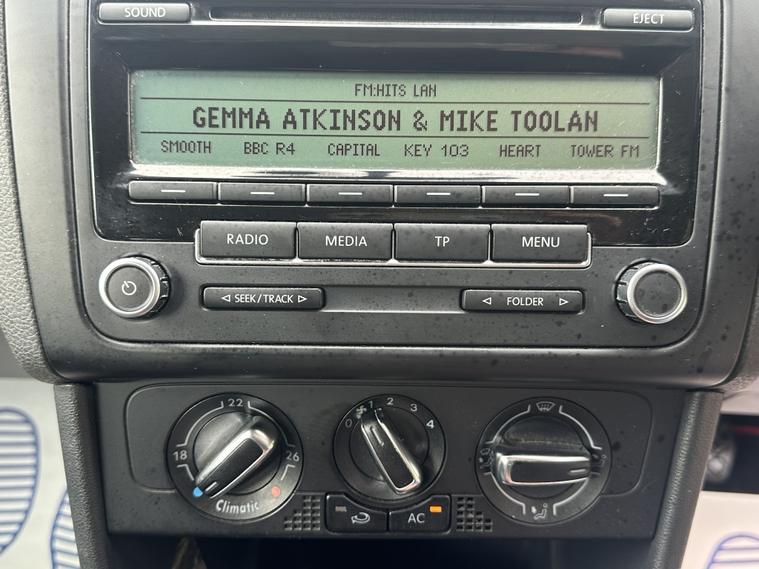 SOUND EJECT
FM:HITS LAN
GEMMA ATKINSON & MIKE TOOLAN
SMOOTH BBC R4 CAPITAL KEY 103 HEART TOWER FM
RADIO MEDIA TP MENU
SEEK/TRACK FOLDER
22
18 26
Climatic
0 1 2 3 4
AC